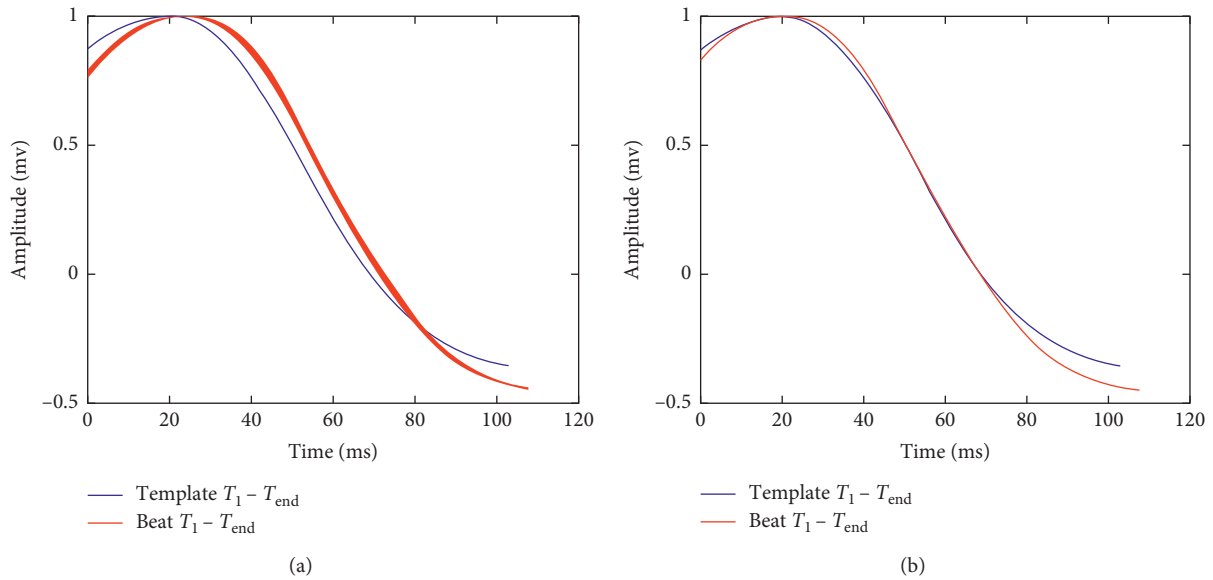 1
0.5
0
–0.5
Amplitude (mv)
0
20
40
60
80
100
120
Time (ms)
Template T1 – Tend
Beat T1 – Tend
(a)
1
0.5
0
–0.5
Amplitude (mv)
0
20
40
60
80
100
120
Time (ms)
Template T1 – Tend
Beat T1 – Tend
(b)